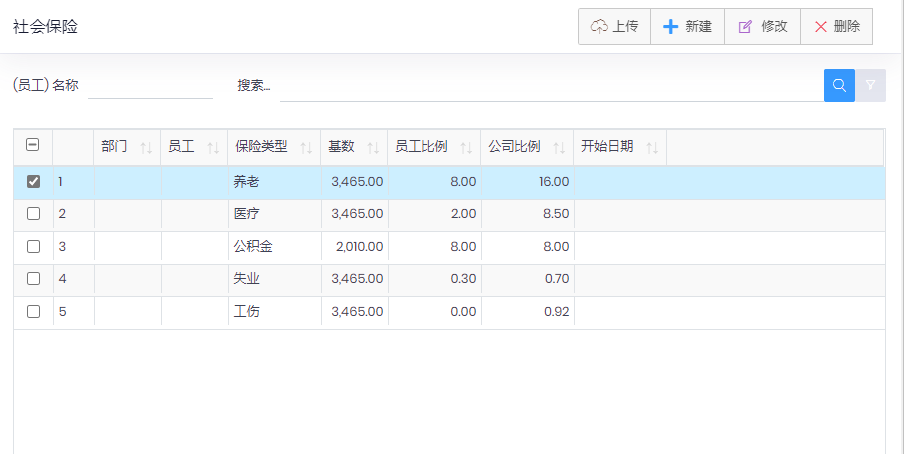 社会保险
上传 新建 修改 删除
(员工) 名称 搜索...
部门 员工 保险类型 基数 员工比例 公司比例 开始日期
1 养老 3,465.00 8.00 16.00
2 医疗 3,465.00 2.00 8.50
3 公积金 2,010.00 8.00 8.00
4 失业 3,465.00 0.30 0.70
5 工伤 3,465.00 0.00 0.92